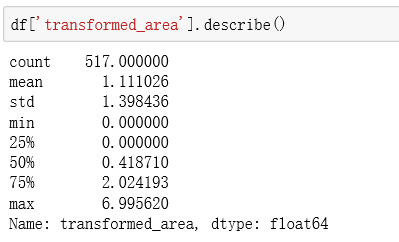 df['transformed_area'].describe()
count    517.000000
mean       1.111026
std        1.398436
min        0.000000
25%        0.000000
50%        0.418710
75%        2.024193
max        6.995620
Name: transformed_area, dtype: float64